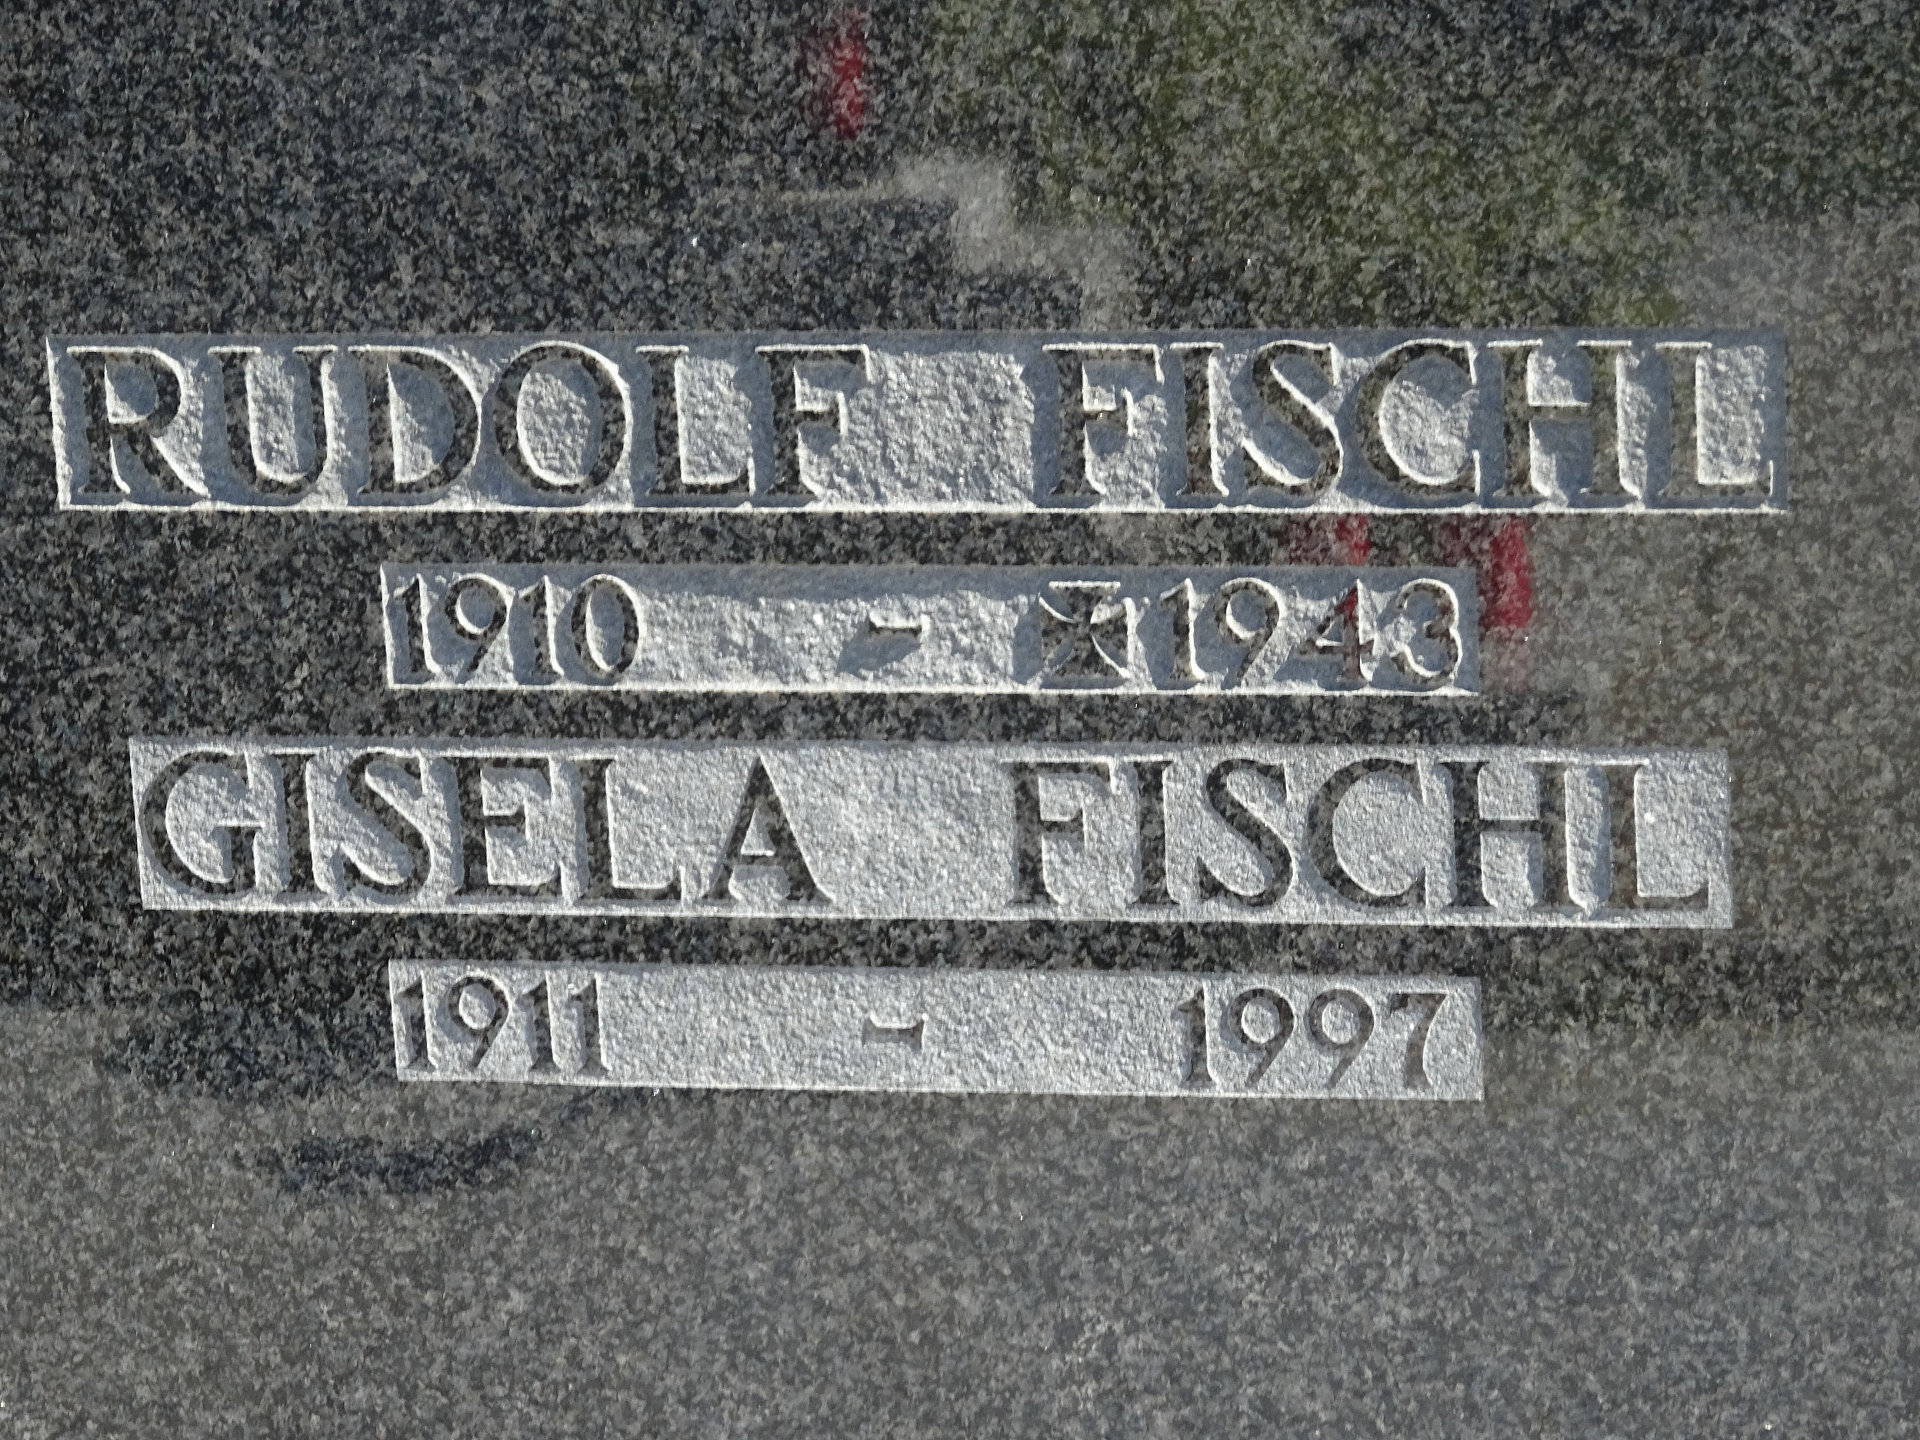 RUDOLF FISCHL
1910 - ✠1943
GISELA FISCHL
1911 - 1997